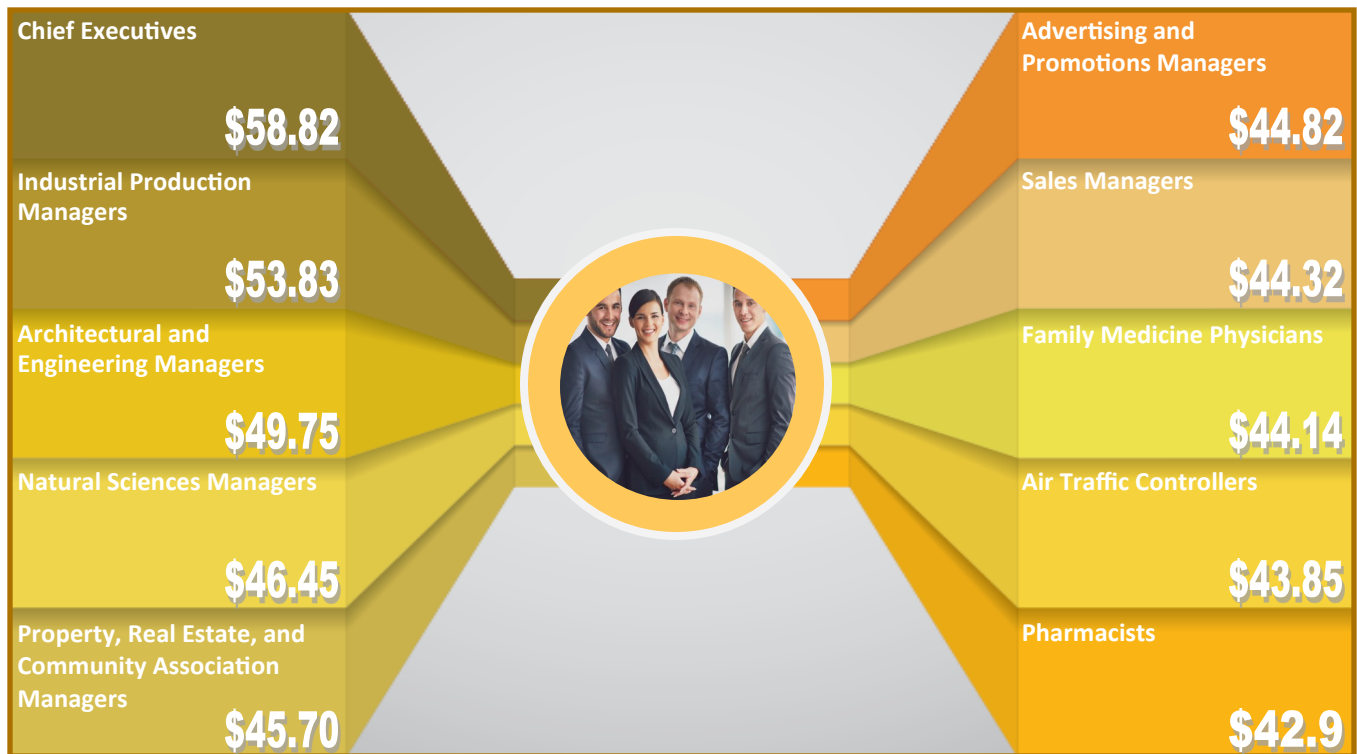 Chief Executives
$58.82
Industrial Production
Managers
$53.83
Architectural and
Engineering Managers
$49.75
Natural Sciences Managers
$46.45
Property, Real Estate, and
Community Association
Managers
$45.70
Advertising and
Promotions Managers
$44.82
Sales Managers
$44.32
Family Medicine Physicians
$44.14
Air Traffic Controllers
$43.85
Pharmacists
$42.9